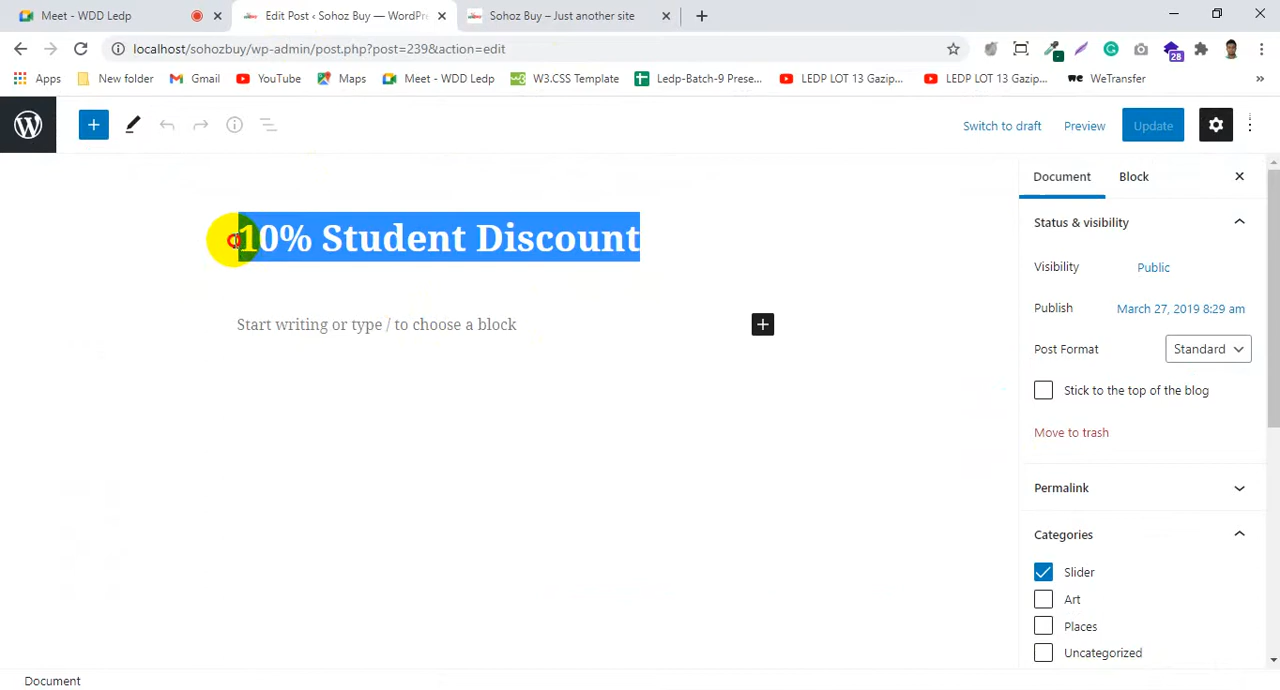 Meet - WDD Ledp
Edit Post ‹ Sohoz Buy — WordPre
Sohoz Buy – Just another site
localhost/sohozbuy/wp-admin/post.php?post=239&action=edit
28
Apps
New folder
Gmail
YouTube
Maps
Meet - WDD Ledp
W3.CSS Template
Ledp-Batch-9 Prese...
LEDP LOT 13 Gazip...
LEDP LOT 13 Gazip...
WeTransfer
»
Switch to draft
Preview
Update
Document
Block
10% Student Discount
Start writing or type / to choose a block
Status & visibility
Visibility
Public
Publish
March 27, 2019 8:29 am
Post Format
Standard
Stick to the top of the blog
Move to trash
Permalink
Categories
Slider
Art
Places
Uncategorized
Document